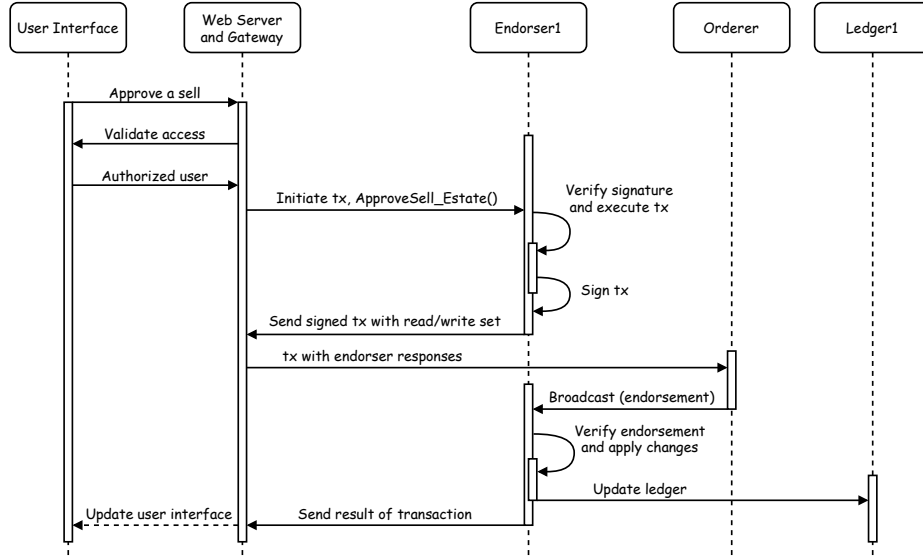 User Interface
Web Server
and Gateway
Endorser1
Orderer
Ledger1
Approve a sell
Validate access
Authorized user
Initiate tx, ApproveSell_Estate()
Verify signature
and execute tx
Sign tx
Send signed tx with read/write set
tx with endorser responses
Broadcast (endorsement)
Verify endorsement
and apply changes
Update ledger
Update user interface
Send result of transaction